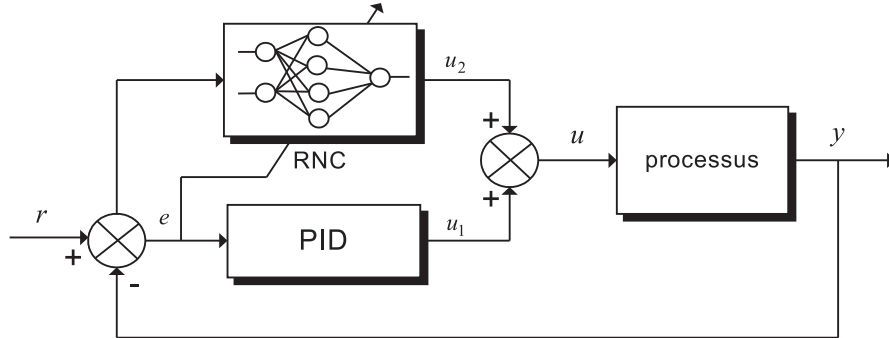 u2
+
u
processus
y
RNC
+
r
e
PID
u1
+
-